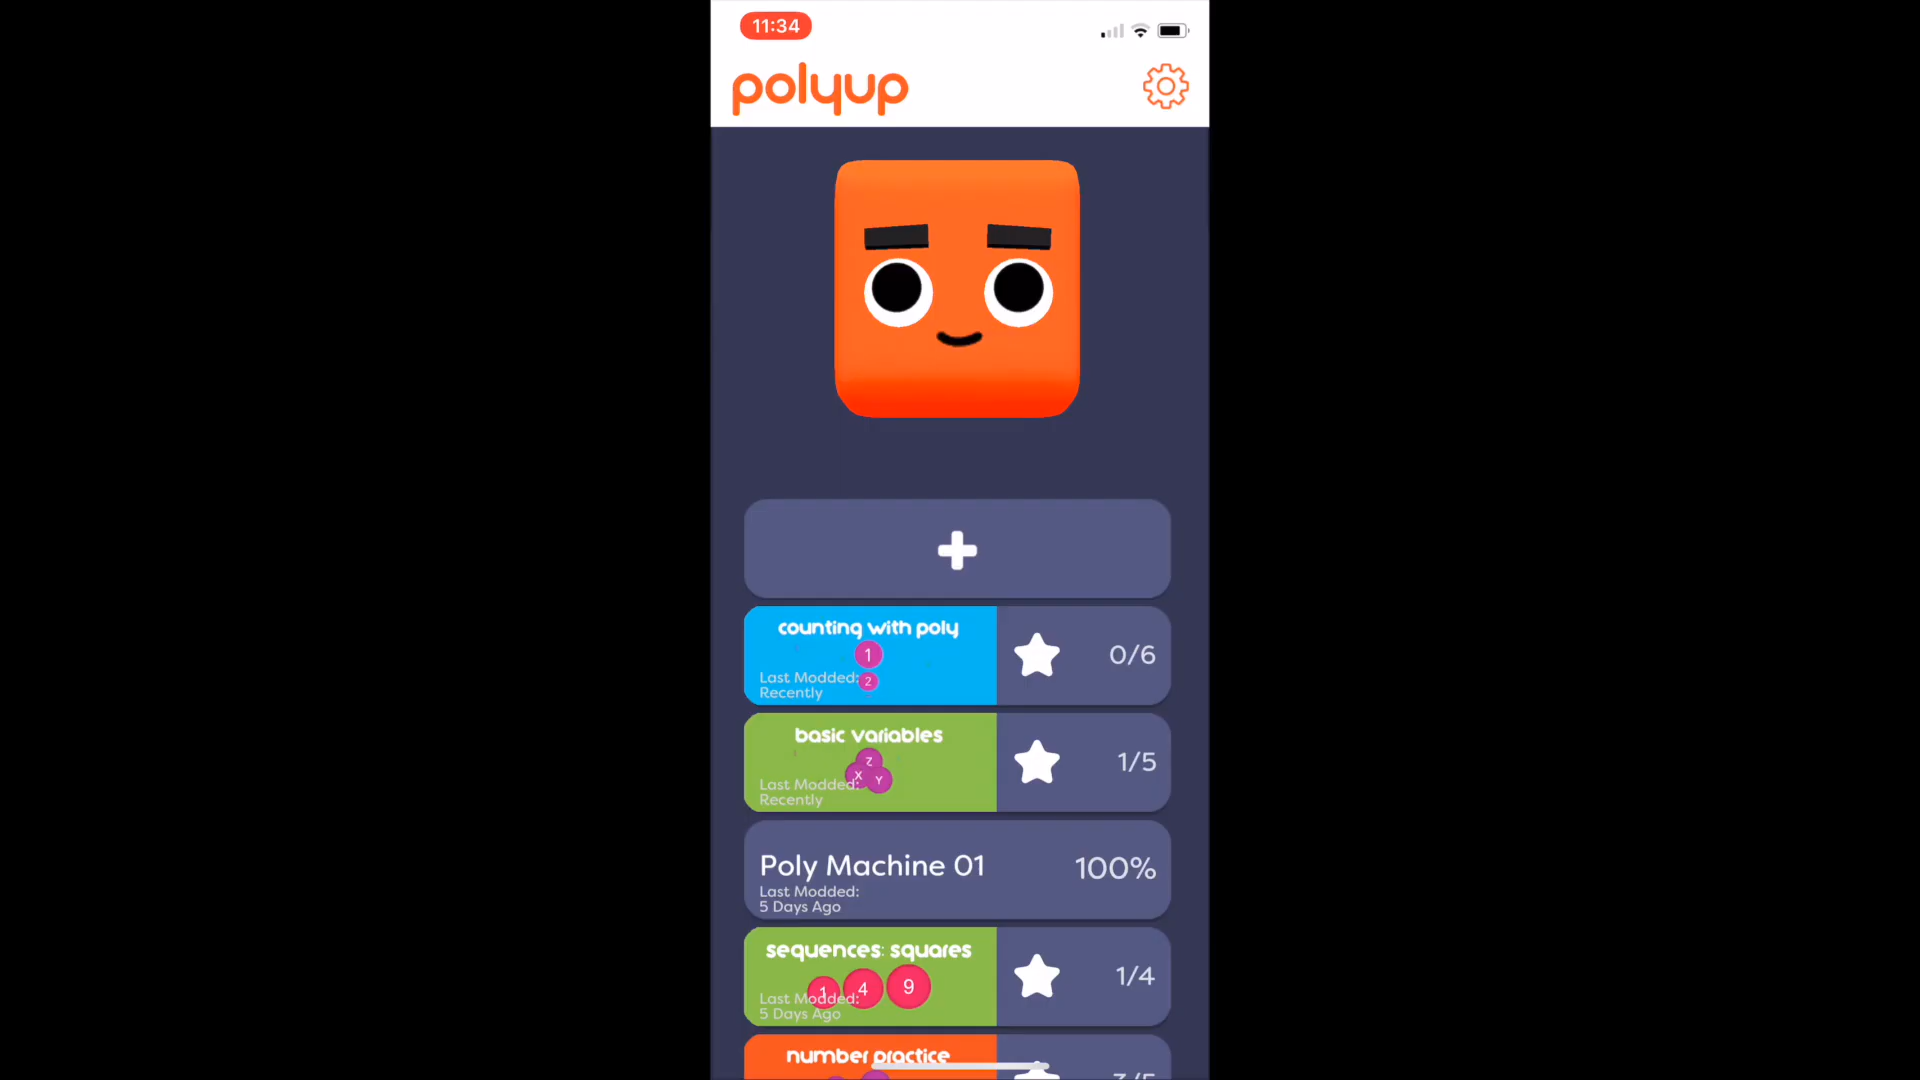 11:34
polyup
counting with poly
1
2
0/6
Last Modded:
Recently
basic variables
Z
X
Y
1/5
Last Modded:
Recently
Poly Machine 01
100%
Last Modded:
5 Days Ago
sequences: squares
1
4
9
1/4
Last Modded:
5 Days Ago
number practice